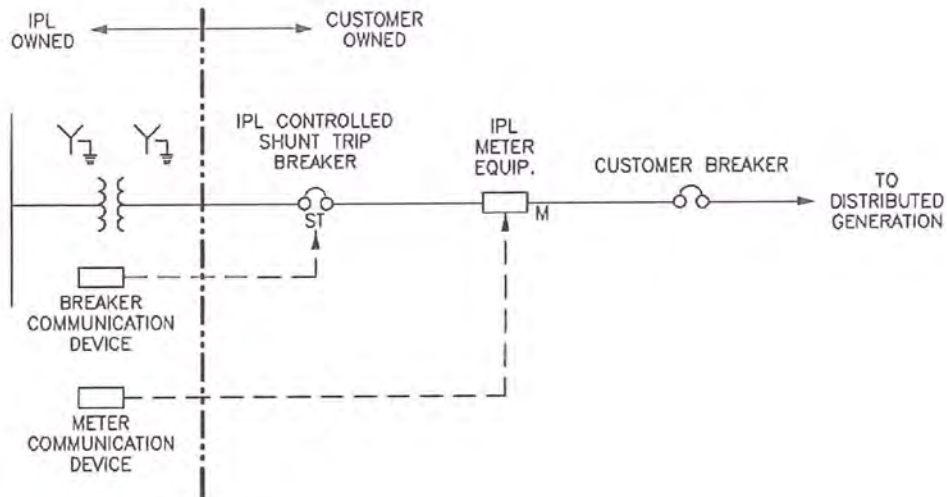 IPL
OWNED
CUSTOMER
OWNED
IPL CONTROLLED
SHUNT TRIP
BREAKER
IPL
METER
EQUIP.
CUSTOMER BREAKER
TO
DISTRIBUTED
GENERATION
ST
M
BREAKER
COMMUNICATION
DEVICE
METER
COMMUNICATION
DEVICE